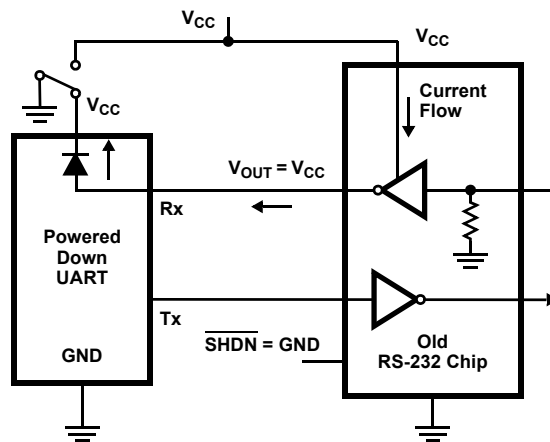 VCC
VCC
VCC
Current
Flow
VOUT = VCC
Rx
Powered
Down
UART
Tx
GND
SHDN = GND
Old
RS-232 Chip